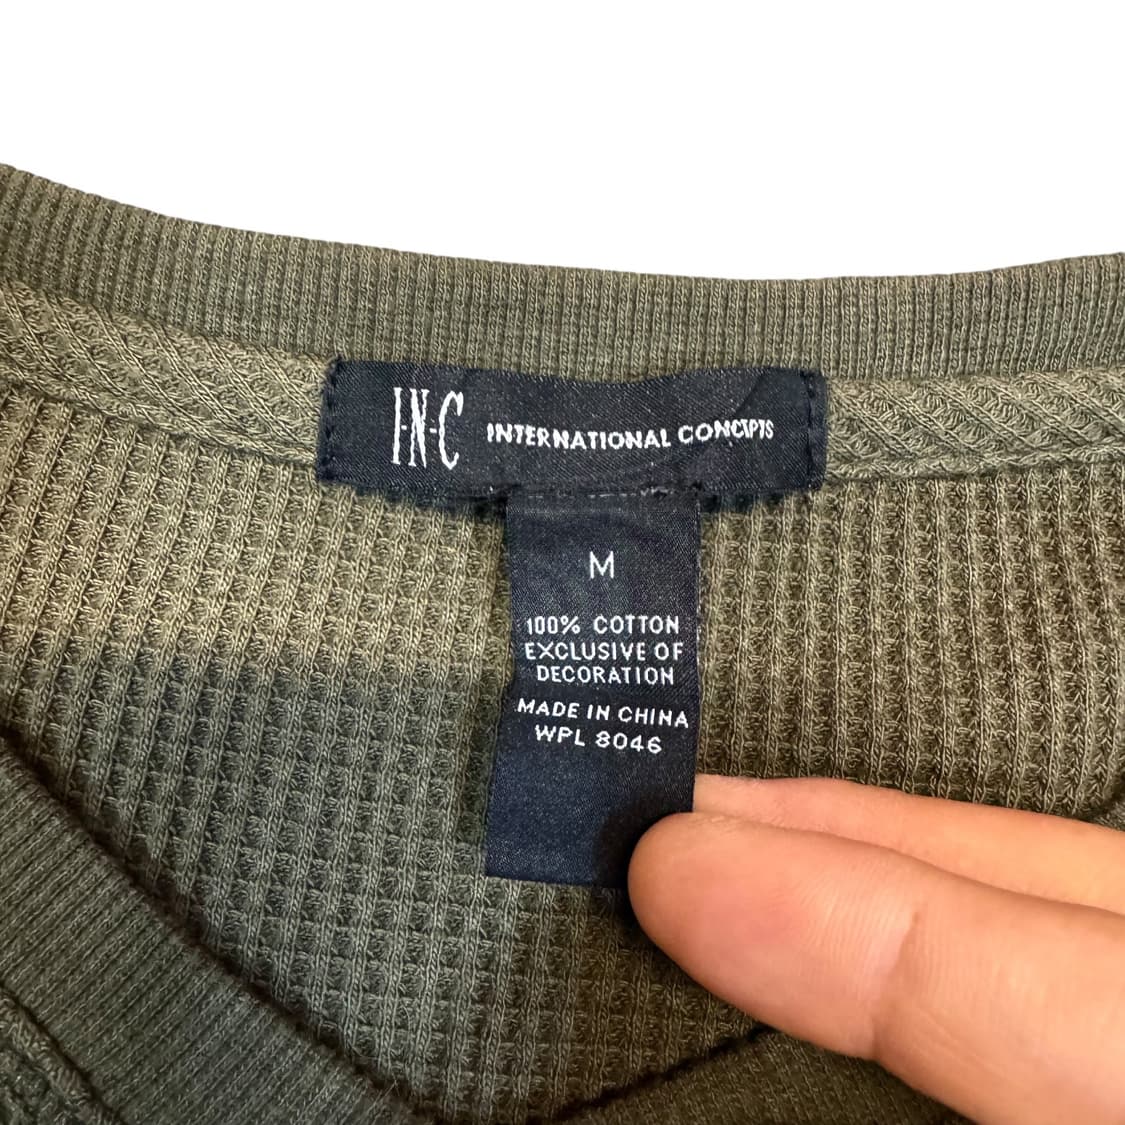 I·N·C INTERNATIONAL CONCEPTS
M
100% COTTON
EXCLUSIVE OF
DECORATION
MADE IN CHINA
WPL 8046